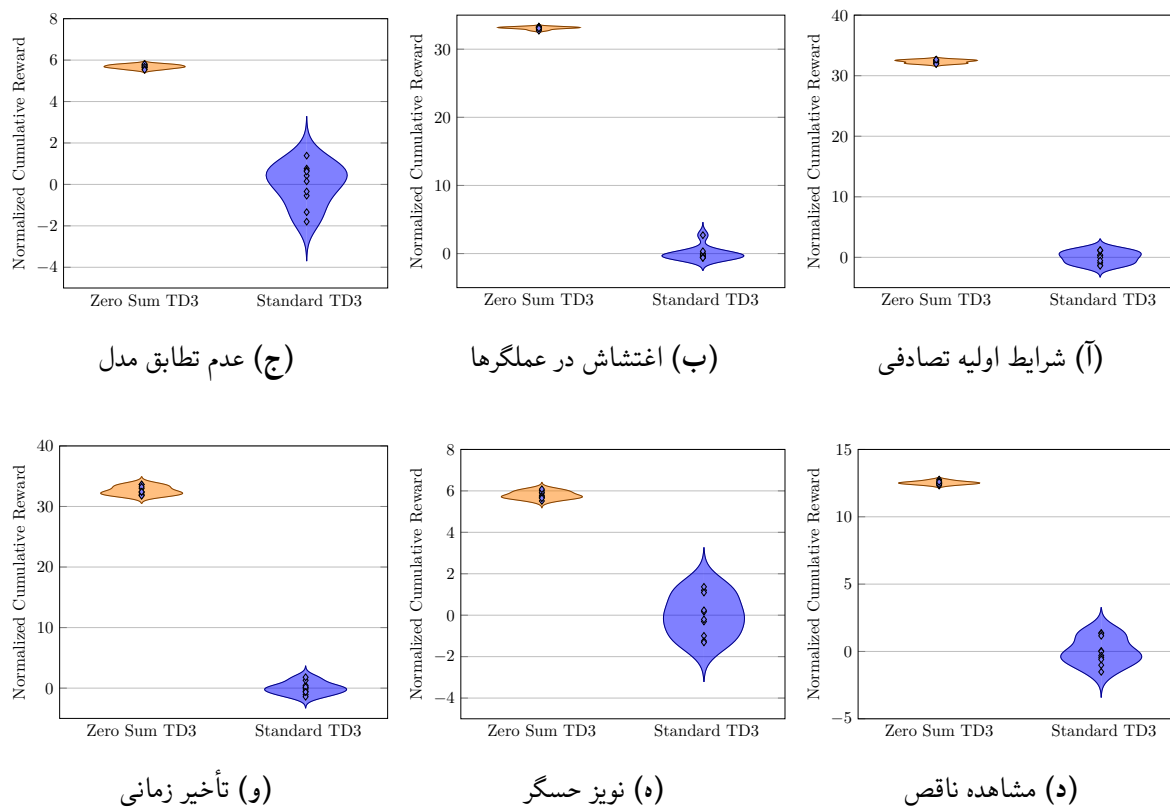 Normalized Cumulative Reward
40
30
20
10
0
Zero Sum TD3 Standard TD3
(آ) شرایط اولیه تصادفی
Normalized Cumulative Reward
30
20
10
0
Zero Sum TD3 Standard TD3
(ب) اغتشاش در عملگرها
Normalized Cumulative Reward
8
6
4
2
0
−2
−4
Zero Sum TD3 Standard TD3
(ج) عدم تطابق مدل
Normalized Cumulative Reward
15
10
5
0
−5
Zero Sum TD3 Standard TD3
(د) مشاهده ناقص
Normalized Cumulative Reward
8
6
4
2
0
−2
−4
Zero Sum TD3 Standard TD3
(ه) نویز حسگر
Normalized Cumulative Reward
40
30
20
10
0
Zero Sum TD3 Standard TD3
(و) تأخیر زمانی